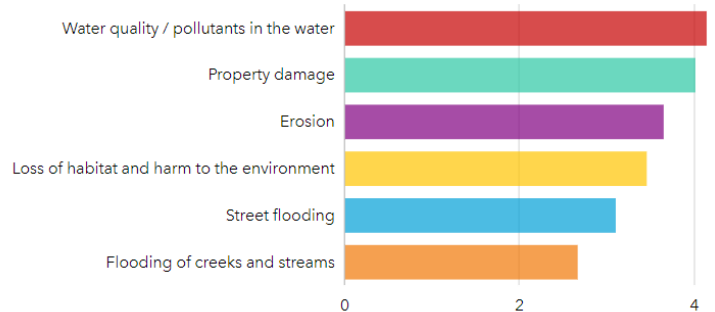 Water quality / pollutants in the water
Property damage
Erosion
Loss of habitat and harm to the environment
Street flooding
Flooding of creeks and streams
0 2 4